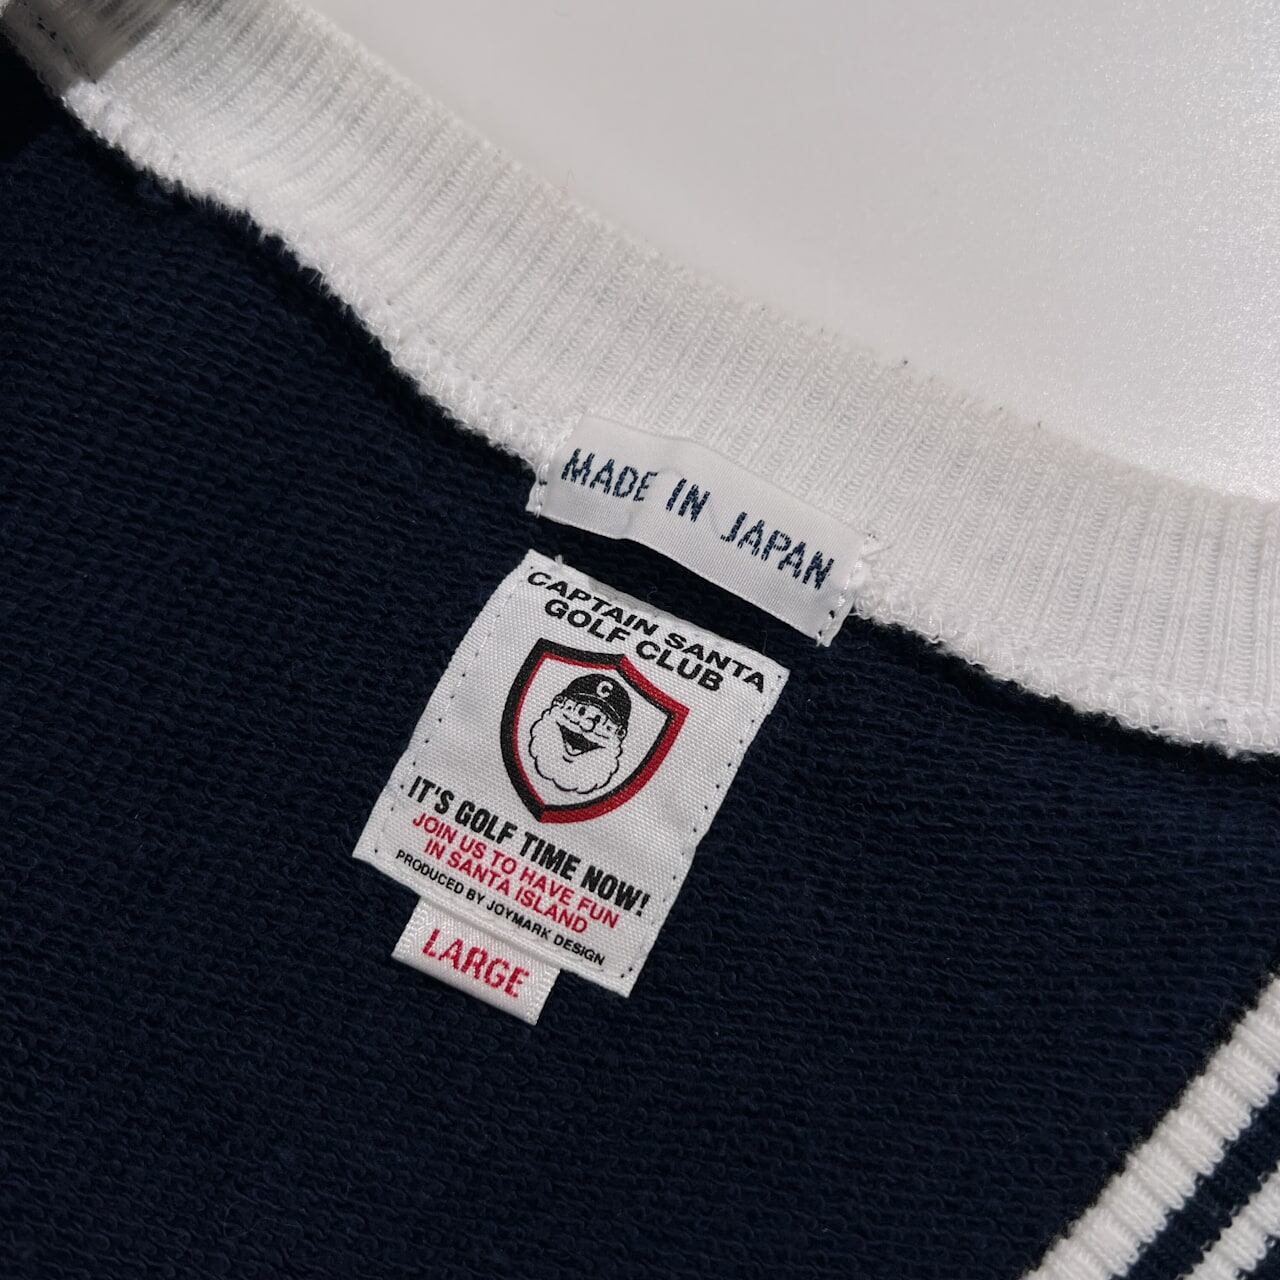 MADE IN JAPAN
CAPTAIN SANTA
GOLF CLUB
C
IT'S GOLF TIME NOW!
JOIN US TO HAVE FUN
IN SANTA ISLAND
PRODUCED BY JOYMARK DESIGN
LARGE